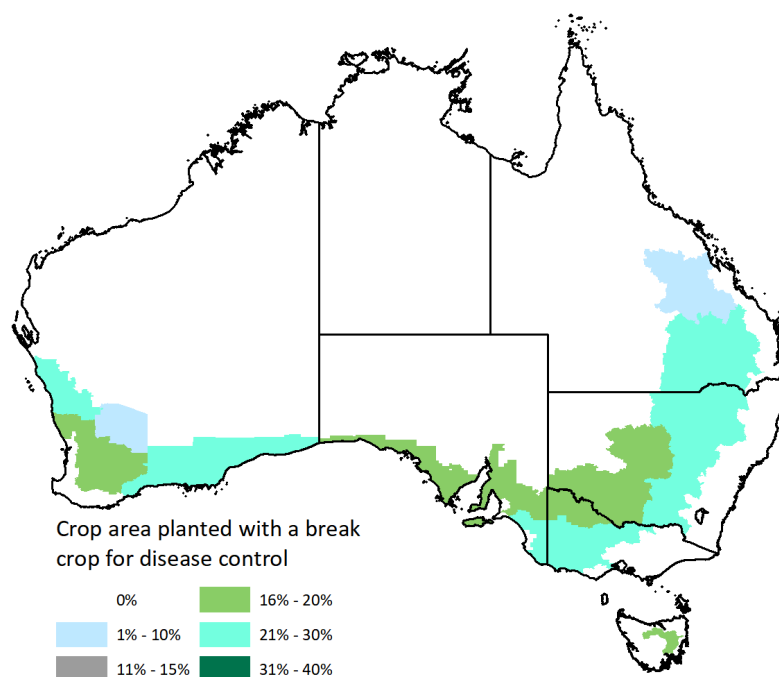 Crop area planted with a break
crop for disease control
0%
16% - 20%
1% - 10%
21% - 30%
11% - 15%
31% - 40%